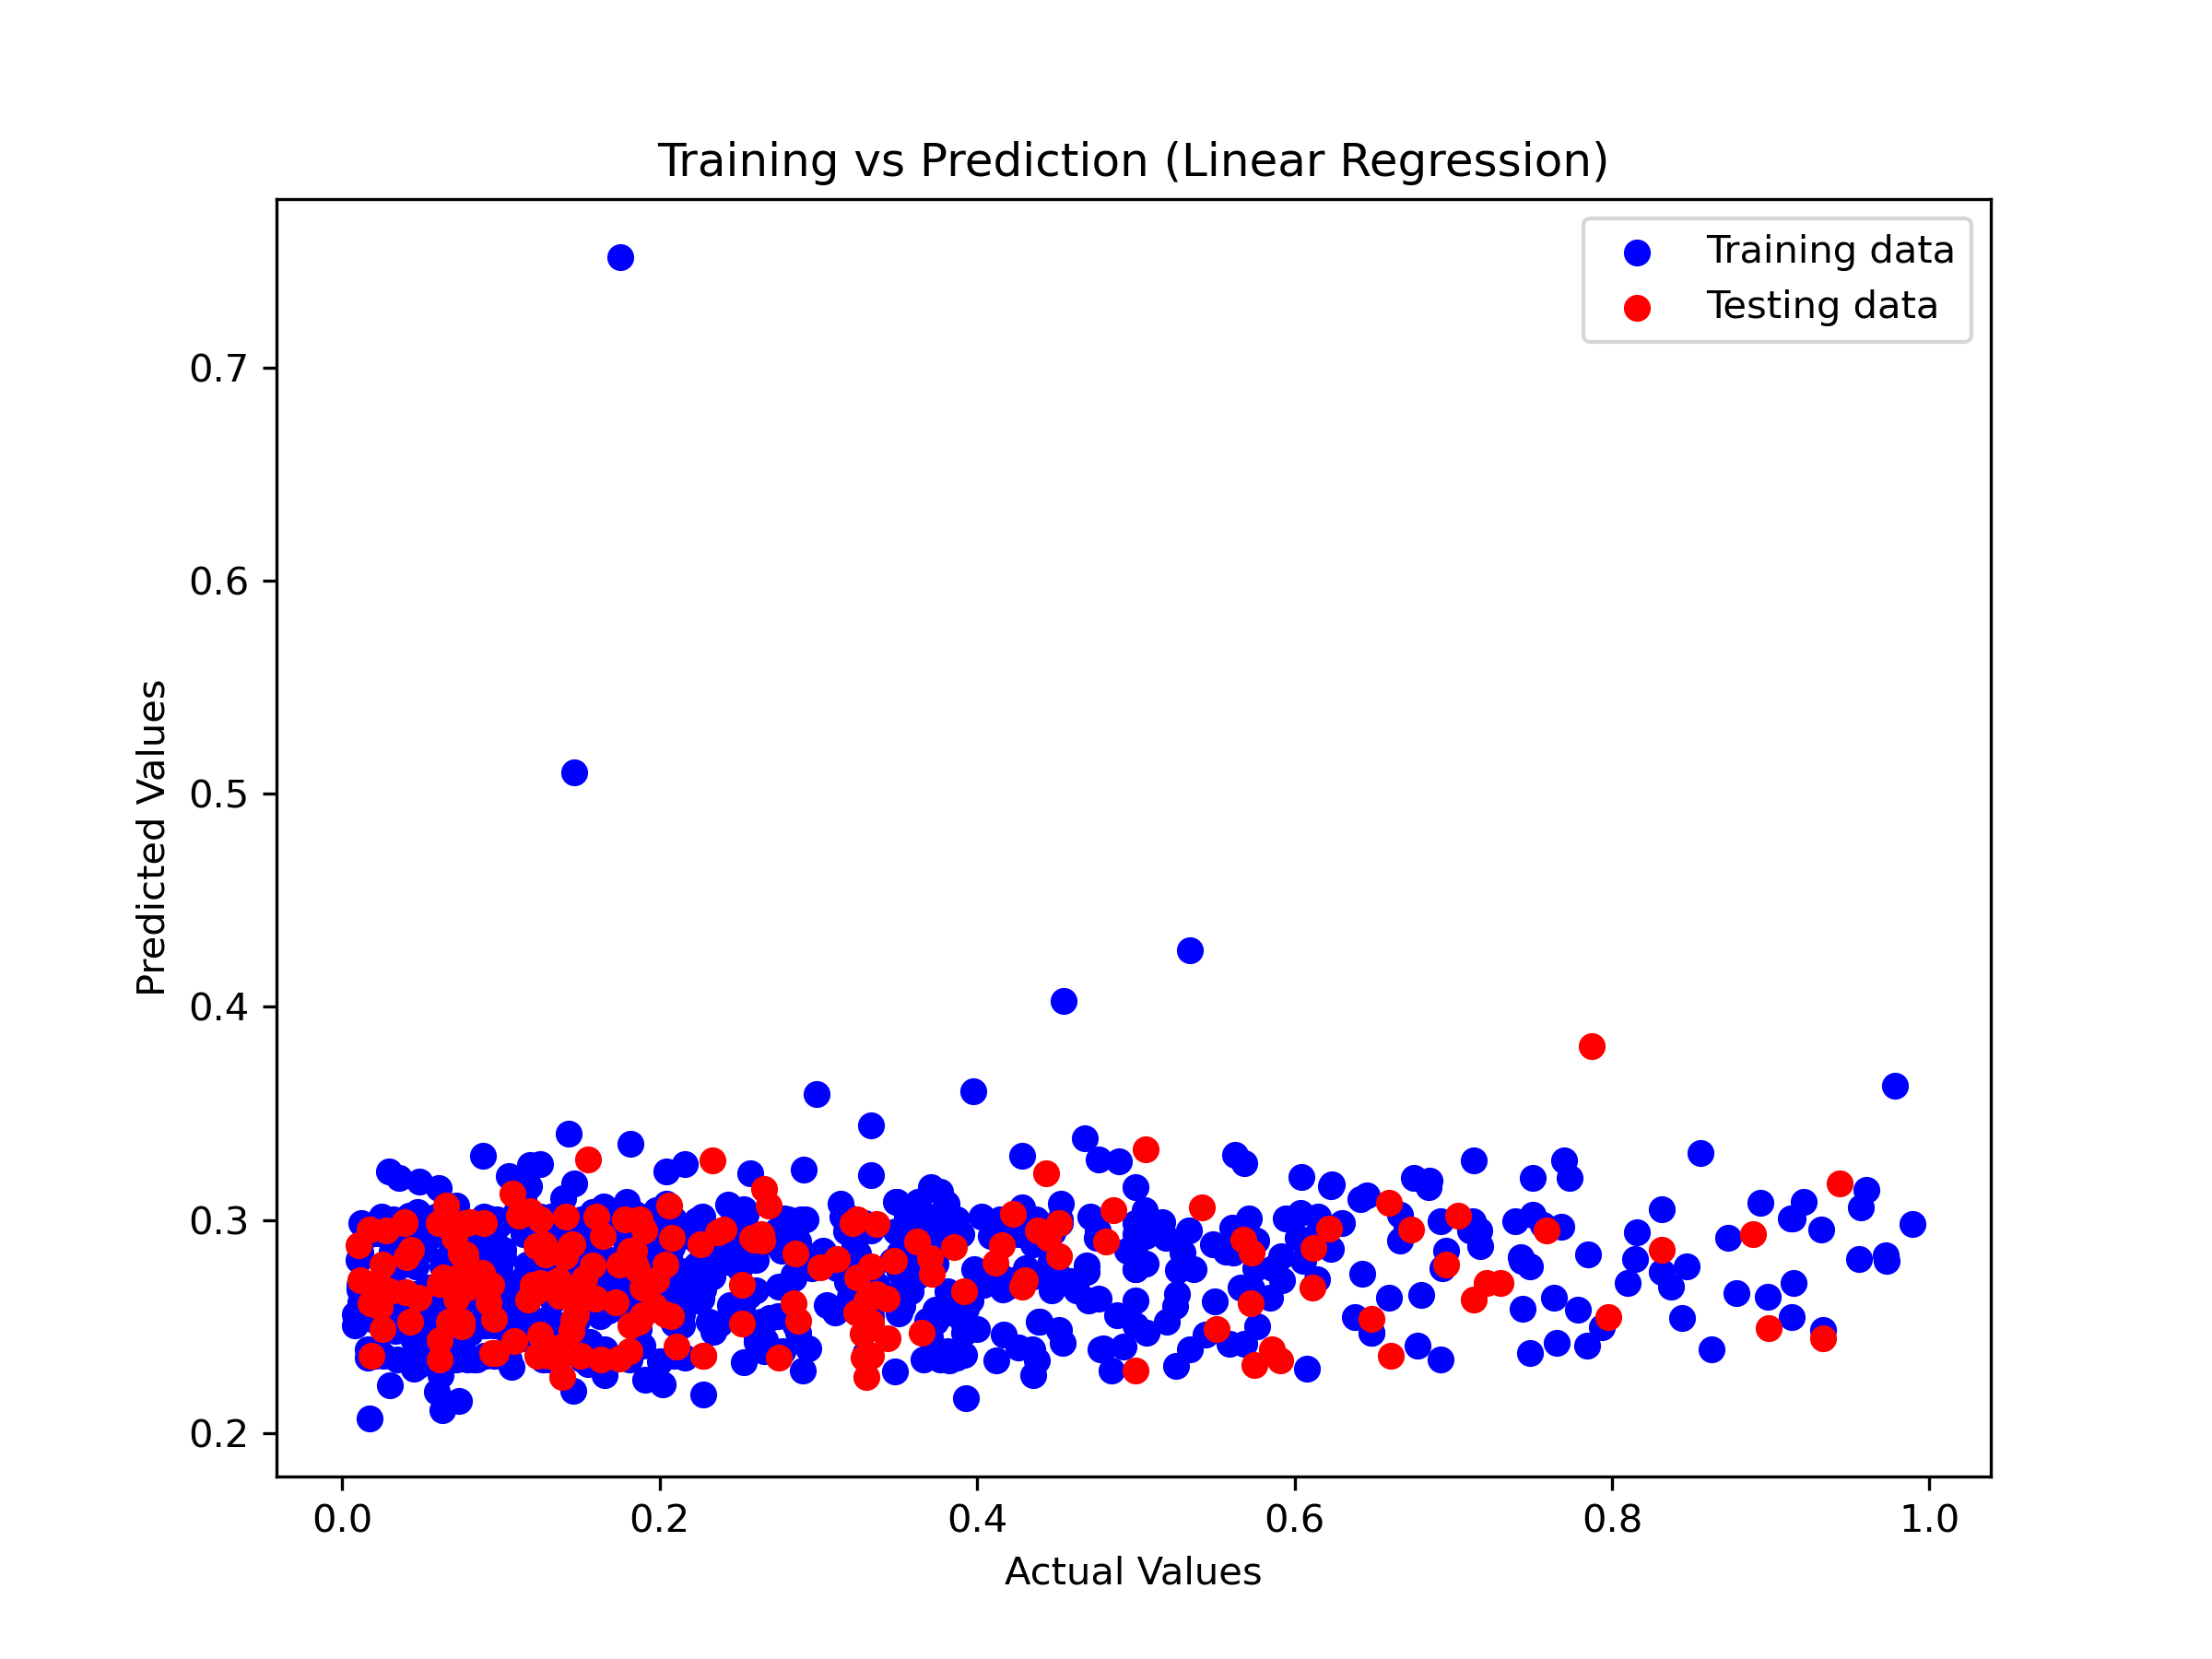 Training vs Prediction (Linear Regression)
Training data
Testing data
0.7
0.6
0.5
0.4
0.3
0.2
Predicted Values
0.0 0.2 0.4 0.6 0.8 1.0
Actual Values